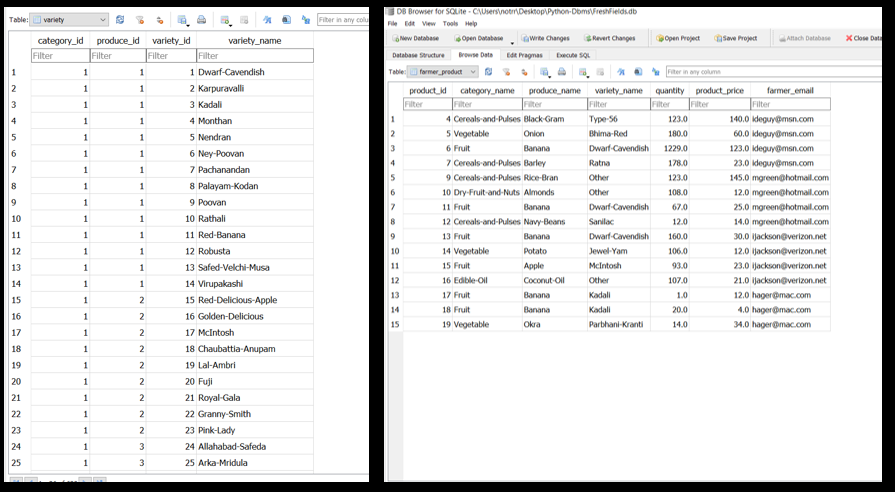 Table: variety Filter in any colum
category_id produce_id variety_id variety_name
Filter Filter Filter Filter
1 1 1 1 Dwarf-Cavendish
2 1 1 2 Karpuravalli
3 1 1 3 Kadali
4 1 1 4 Monthan
5 1 1 5 Nendran
6 1 1 6 Ney-Poovan
7 1 1 7 Pachanandan
8 1 1 8 Palayam-Kodan
9 1 1 9 Poovan
10 1 1 10 Rathali
11 1 1 11 Red-Banana
12 1 1 12 Robusta
13 1 1 13 Safed-Velchi-Musa
14 1 1 14 Virupakashi
15 1 2 15 Red-Delicious-Apple
16 1 2 16 Golden-Delicious
17 1 2 17 McIntosh
18 1 2 18 Chaubattia-Anupam
19 1 2 19 Lal-Ambri
20 1 2 20 Fuji
21 1 2 21 Royal-Gala
22 1 2 22 Granny-Smith
23 1 2 23 Pink-Lady
24 1 3 24 Allahabad-Safeda
25 1 3 25 Arka-Mridula
DB Browser for SQLite - C:\Users\notrr\Desktop\Python-Dbms\FreshFields.db
File Edit View Tools Help
New Database Open Database Write Changes Revert Changes Open Project Save Project Attach Database Close Data
Database Structure Browse Data Edit Pragmas Execute SQL
Table: farmer_product Filter in any column
product_id category_name produce_name variety_name quantity product_price farmer_email
Filter Filter Filter Filter Filter Filter Filter
1 4 Cereals-and-Pulses Black-Gram Type-56 123.0 140.0 ideguy@msn.com
2 5 Vegetable Onion Bhima-Red 180.0 60.0 ideguy@msn.com
3 6 Fruit Banana Dwarf-Cavendish 1229.0 123.0 ideguy@msn.com
4 7 Cereals-and-Pulses Barley Ratna 178.0 23.0 ideguy@msn.com
5 9 Cereals-and-Pulses Rice-Bran Other 123.0 145.0 mgreen@hotmail.com
6 10 Dry-Fruit-and-Nuts Almonds Other 108.0 12.0 mgreen@hotmail.com
7 11 Fruit Banana Dwarf-Cavendish 67.0 25.0 mgreen@hotmail.com
8 12 Cereals-and-Pulses Navy-Beans Sanilac 12.0 14.0 mgreen@hotmail.com
9 13 Fruit Banana Dwarf-Cavendish 160.0 30.0 ijackson@verizon.net
10 14 Vegetable Potato Jewel-Yam 106.0 12.0 ijackson@verizon.net
11 15 Fruit Apple McIntosh 93.0 23.0 ijackson@verizon.net
12 16 Edible-Oil Coconut-Oil Other 107.0 21.0 ijackson@verizon.net
13 17 Fruit Banana Kadali 1.0 12.0 hager@mac.com
14 18 Fruit Banana Kadali 20.0 4.0 hager@mac.com
15 19 Vegetable Okra Parbhani-Kranti 14.0 34.0 hager@mac.com